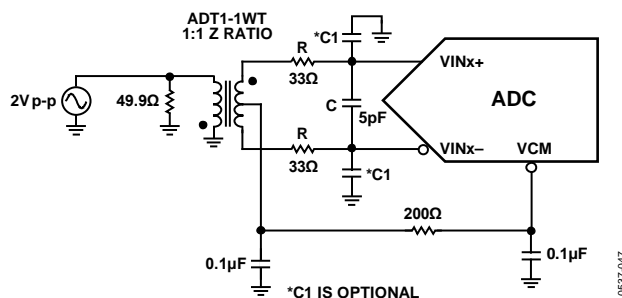 ADT1-1WT
1:1 Z RATIO
*C1
R
33Ω
VINx+
2V p-p
49.9Ω
C
5pF
ADC
R
33Ω
VINx–
VCM
*C1
200Ω
0.1µF
0.1µF
*C1 IS OPTIONAL